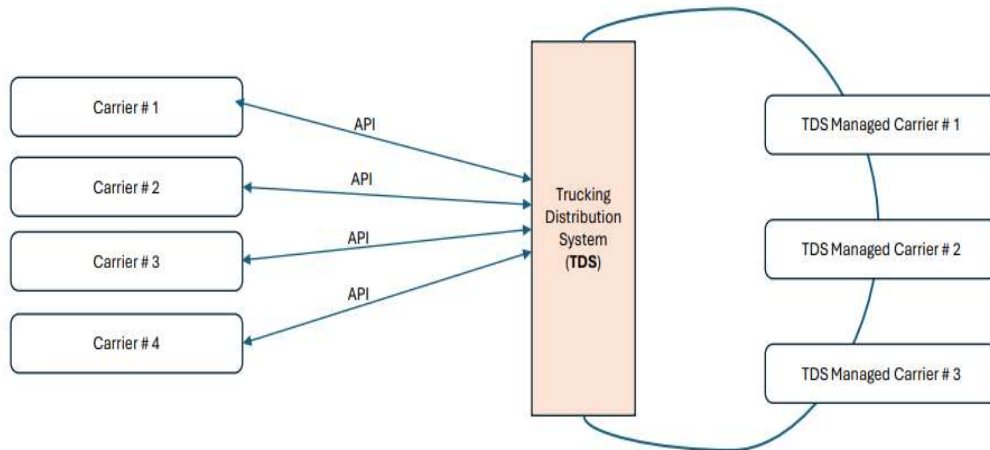 Carrier # 1
API
Carrier # 2
API
Carrier # 3
API
Carrier # 4
API
Trucking
Distribution
System
(TDS)
TDS Managed Carrier # 1
TDS Managed Carrier # 2
TDS Managed Carrier # 3